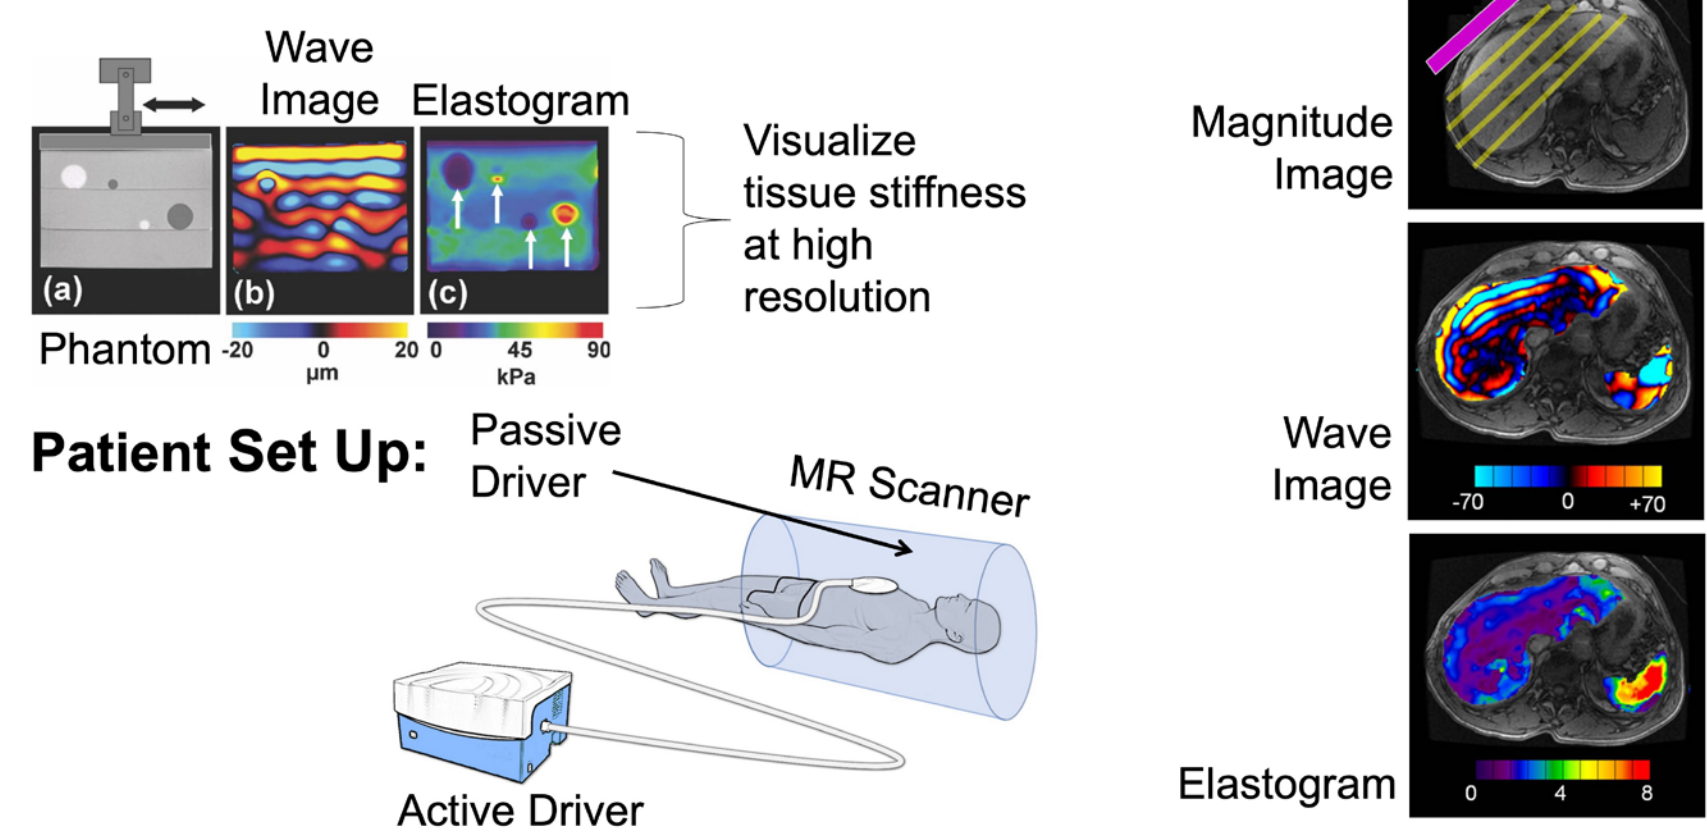 Wave
Image
Elastogram
(a)
(b)
(c)
Phantom
-20 0 20
µm
0 45 90
kPa
Visualize
tissue stiffness
at high
resolution
Patient Set Up:
Passive
Driver
MR Scanner
Active Driver
Magnitude
Image
Wave
Image
-70 0 +70
Elastogram
0 4 8